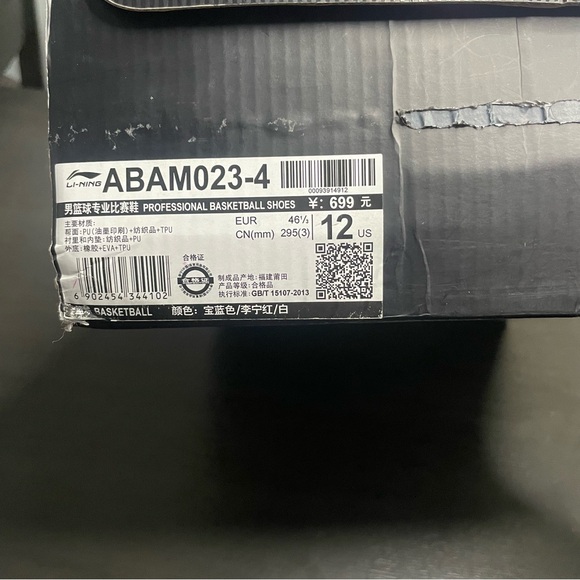 LI-NING ABAM023-4
00093914912
男篮球专业比赛鞋 PROFESSIONAL BASKETBALL SHOES ¥: 699 元
主要材质:
帮面: PU(油墨印刷)+纺织品+TPU
衬里和内垫: 纺织品+PU
外底: 橡胶+EVA+TPU
EUR 46⅓
CN(mm) 295(3)
12 US
合格证
合格证
制成品产地: 福建莆田
产品等级: 合格品
执行标准: GB/T 15107-2013
6 902454 344102
BASKETBALL 颜色: 宝蓝色/李宁红/白